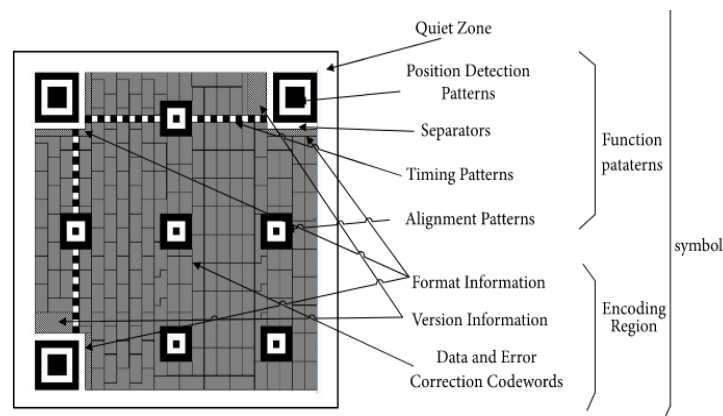 Quiet Zone
Position Detection
Patterns
Separators
Timing Patterns
Alignment Patterns
Function
pataterns
Format Information
Version Information
Data and Error
Correction Codewords
Encoding
Region
symbol